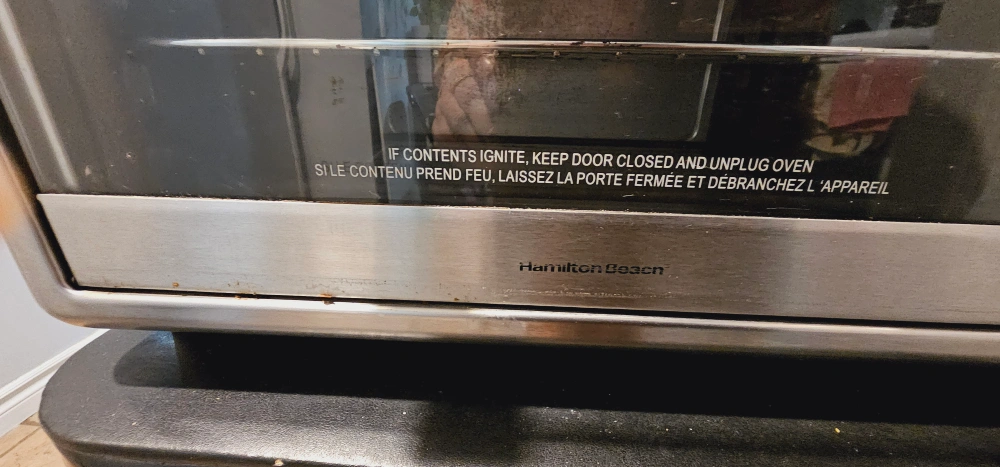 IF CONTENTS IGNITE, KEEP DOOR CLOSED AND UNPLUG OVEN
SI LE CONTENU PREND FEU, LAISSEZ LA PORTE FERMÉE ET DÉBRANCHEZ L 'APPAREIL
Hamilton Beach